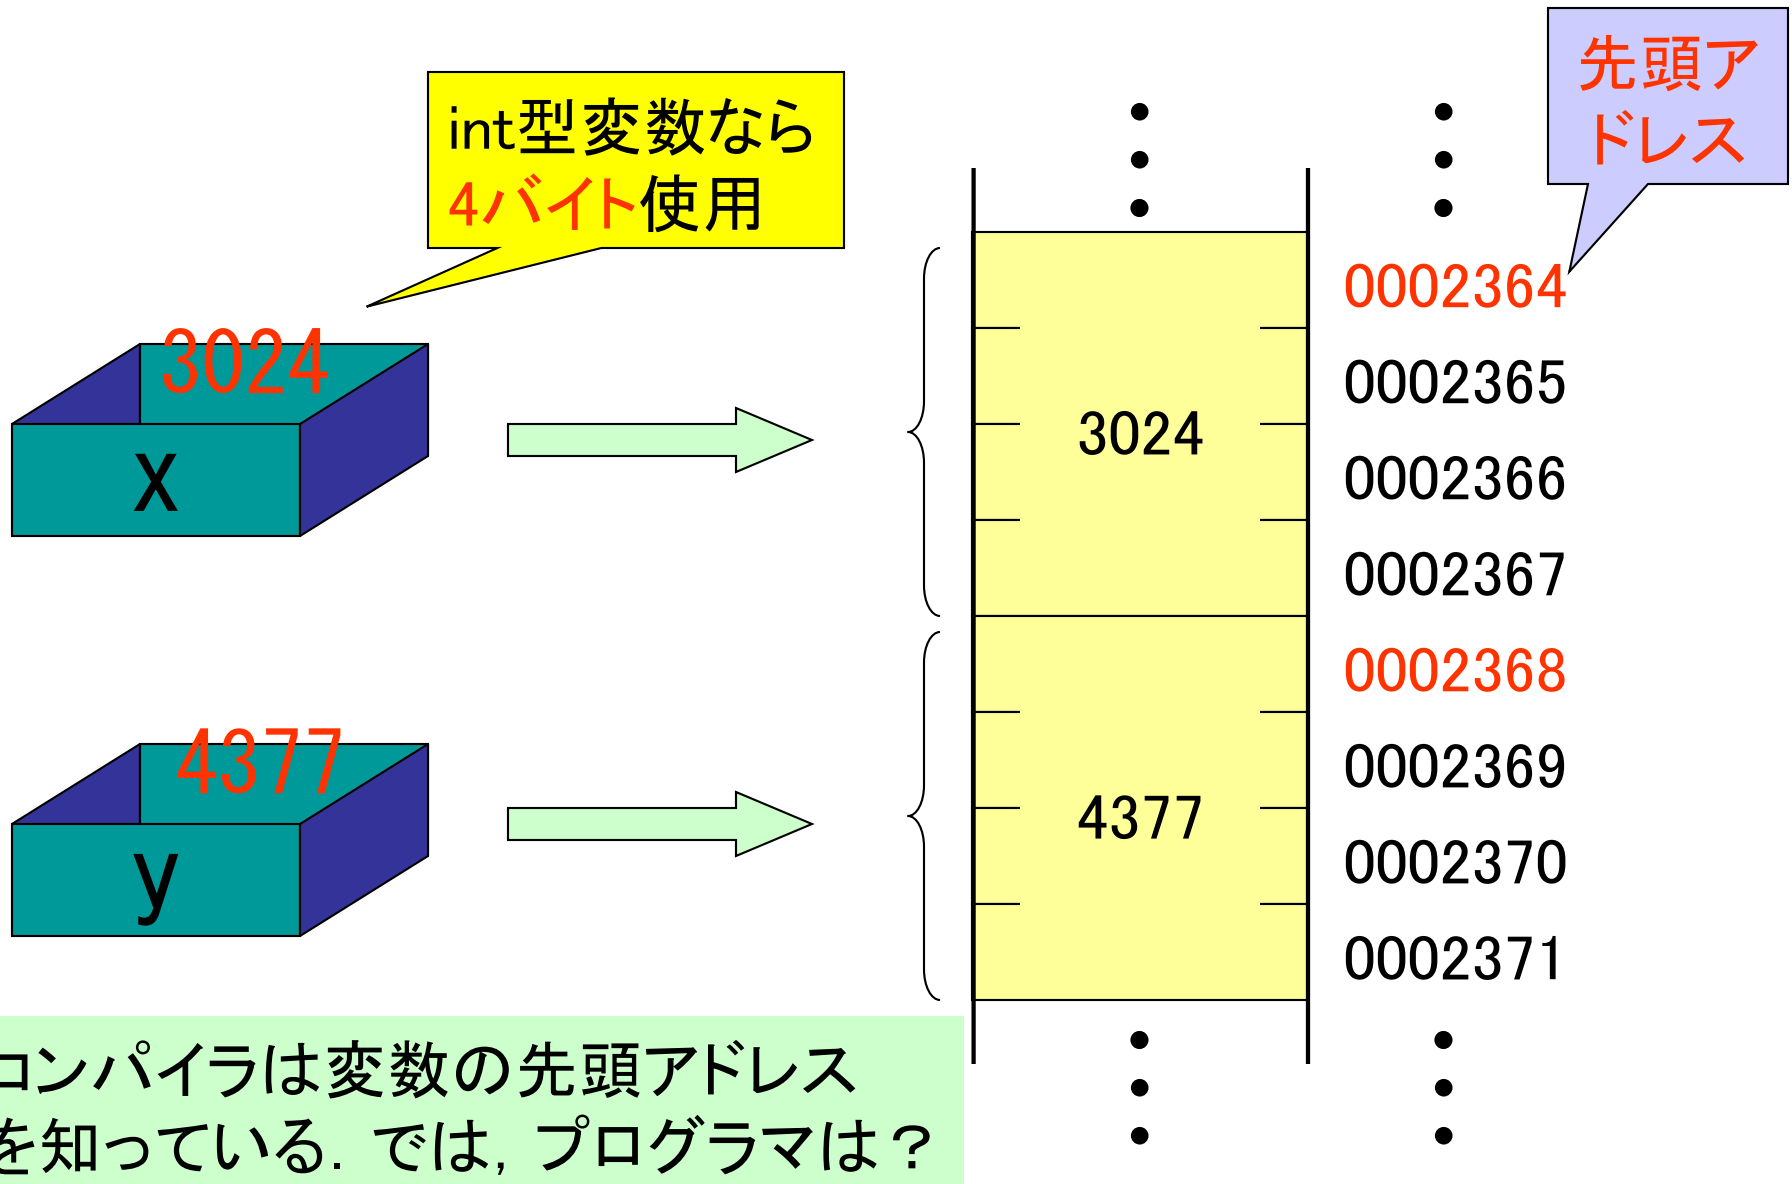 int型変数なら
4バイト使用
先頭ア
ドレス
3024
x
4377
y
3024
4377
0002364
0002365
0002366
0002367
0002368
0002369
0002370
0002371
コンパイラは変数の先頭アドレス
を知っている．では，プログラマは？